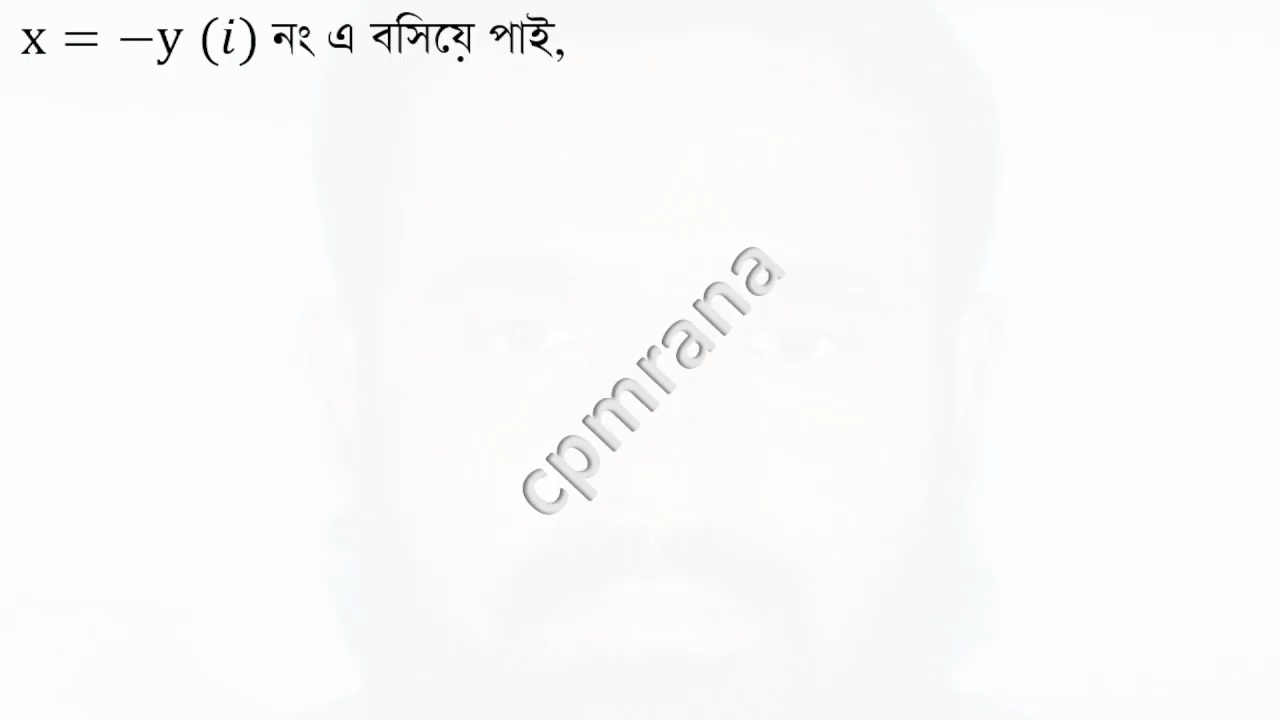 x = −y (i) নং এ বসিয়ে পাই,
cpmrana